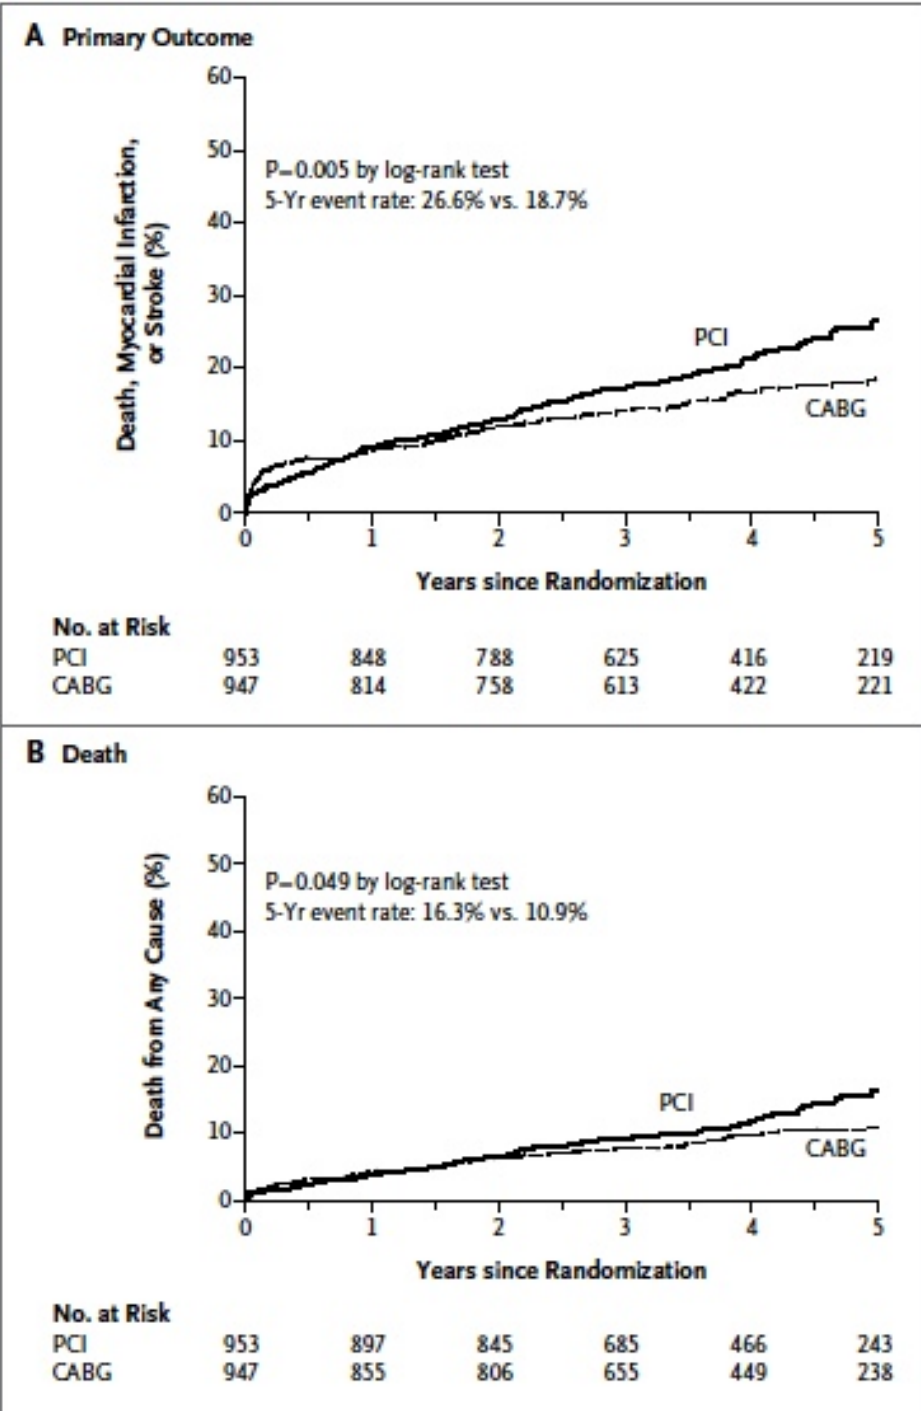 A Primary Outcome
60
50
P=0.005 by log-rank test
5-Yr event rate: 26.6% vs. 18.7%
40
30
20
10
0
Death, Myocardial Infarction,
or Stroke (%)
PCI
CABG
0 1 2 3 4 5
Years since Randomization
No. at Risk
PCI 953 848 788 625 416 219
CABG 947 814 758 613 422 221
B Death
60
50
P=0.049 by log-rank test
5-Yr event rate: 16.3% vs. 10.9%
40
30
20
10
0
Death from Any Cause (%)
PCI
CABG
0 1 2 3 4 5
Years since Randomization
No. at Risk
PCI 953 897 845 685 466 243
CABG 947 855 806 655 449 238